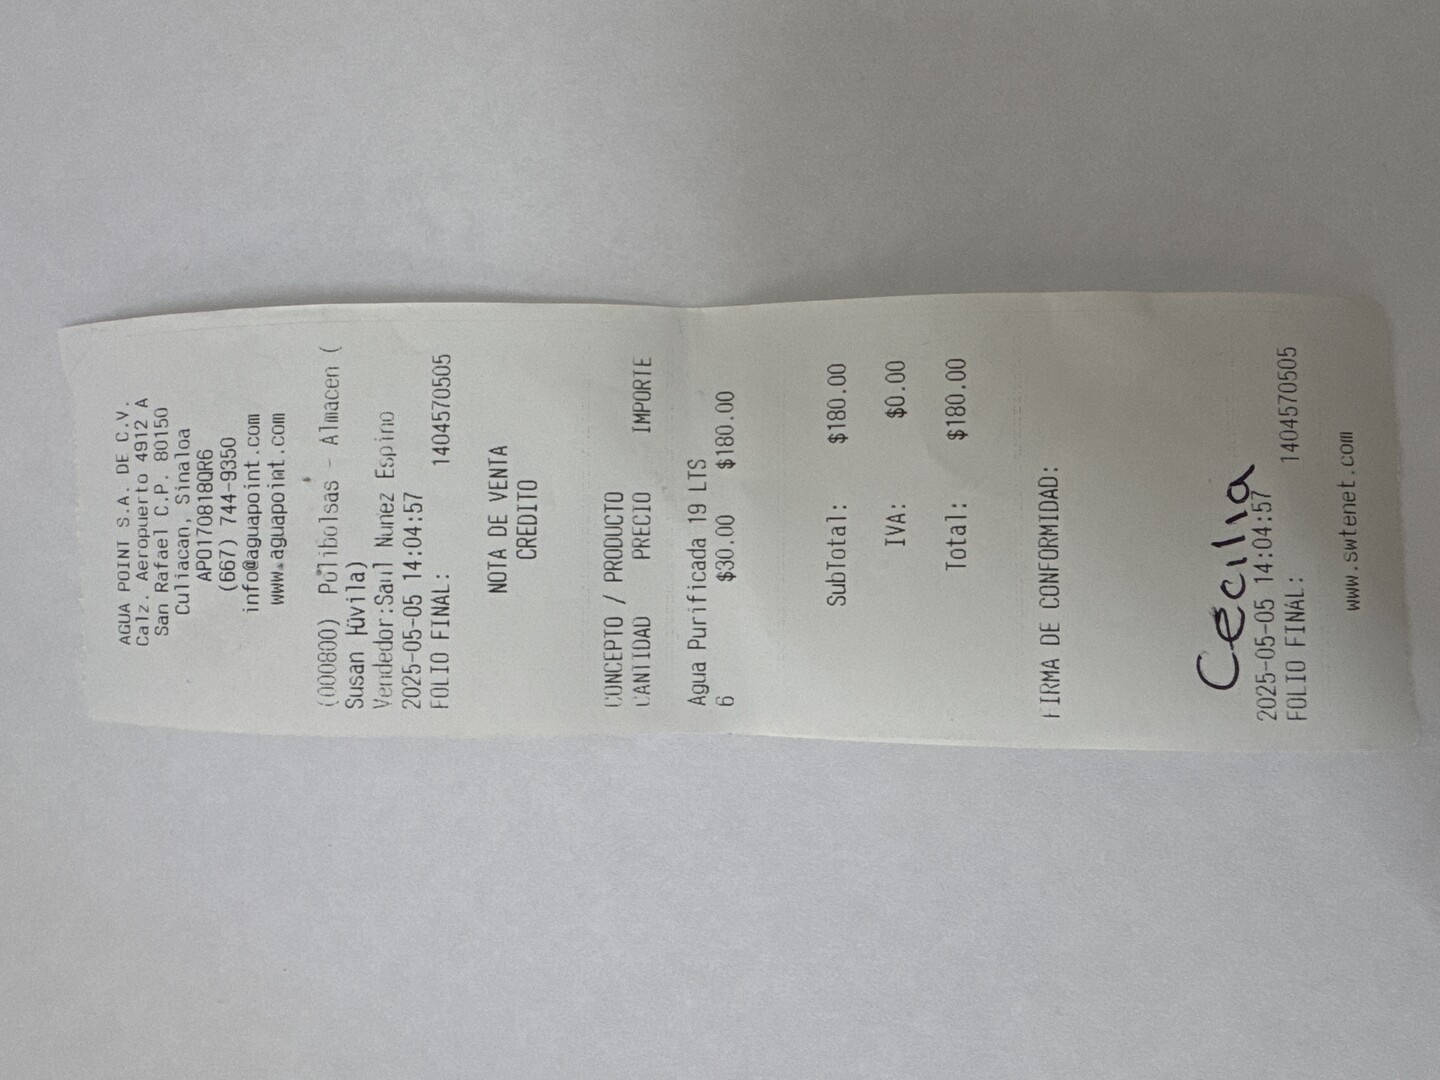 AGUA POINT S.A. DE C.V.
Calz. Aeropuerto 4912 A
San Rafael C.P. 80150
Culiacan, Sinaloa
APO170818QR6
(667) 744-9350
info@aguapoint.com
www.aguapoint.com
(000800) Polibolsas - Almacen (
Susan
Vendedor:Saul Nunez Espino
2025-05-05 14:04:57
FOLIO FINAL: 1404570505
NOTA DE VENTA
CREDITO
CONCEPTO / PRODUCTO
CANTIDAD PRECIO IMPORTE
Agua Purificada 19 LTS
6 $30.00 $180.00
SubTotal: $180.00
IVA: $0.00
Total: $180.00
FIRMA DE CONFORMIDAD:
Cecilia
2025-05-05 14:04:57
FOLIO FINAL: 1404570505
www.swtenet.com